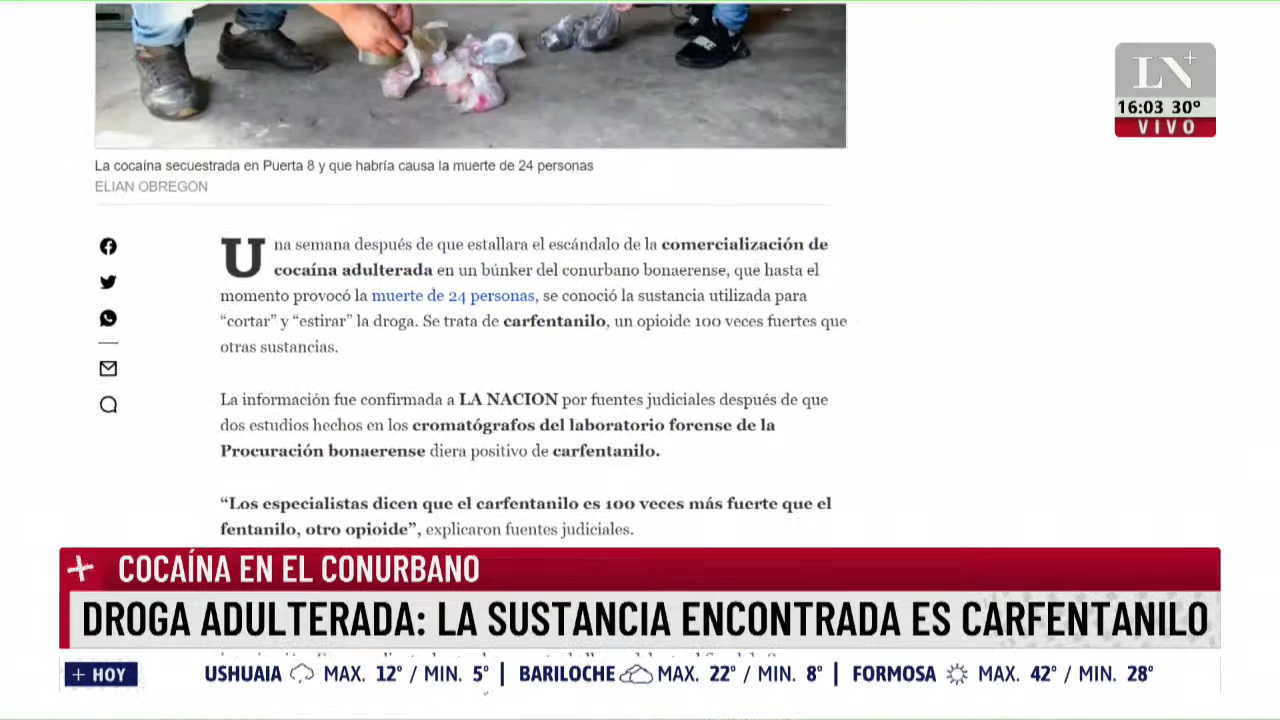 LN+
16:03 30°
VIVO
La cocaína secuestrada en Puerta 8 y que habría causa la muerte de 24 personas
ELIAN OBREGON
Una semana después de que estallara el escándalo de la comercialización de
cocaína adulterada en un búnker del conurbano bonaerense, que hasta el
momento provocó la muerte de 24 personas, se conoció la sustancia utilizada para
“cortar” y “estirar” la droga. Se trata de carfentanilo, un opioide 100 veces fuertes que
otras sustancias.
La información fue confirmada a LA NACION por fuentes judiciales después de que
dos estudios hechos en los cromatógrafos del laboratorio forense de la
Procuración bonaerense diera positivo de carfentanilo.
“Los especialistas dicen que el carfentanilo es 100 veces más fuerte que el
fentanilo, otro opioide”, explicaron fuentes judiciales.
COCAÍNA EN EL CONURBANO
DROGA ADULTERADA: LA SUSTANCIA ENCONTRADA ES CARFENTANILO
+ HOY USHUAIA MAX. 12° / MIN. 5° | BARILOCHE MAX. 22° / MIN. 8° | FORMOSA MAX. 42° / MIN. 28°